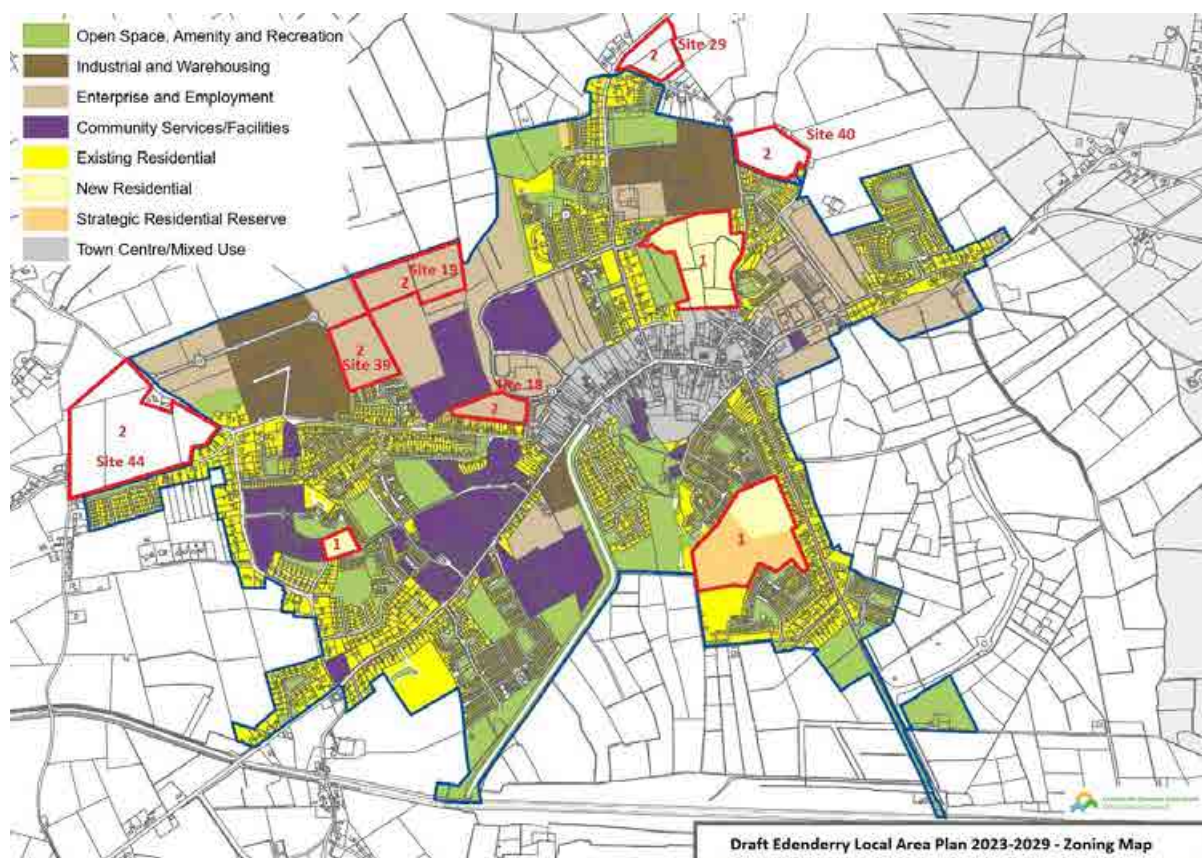 Open Space, Amenity and Recreation
Industrial and Warehousing
Enterprise and Employment
Community Services/Facilities
Existing Residential
New Residential
Strategic Residential Reserve
Town Centre/Mixed Use
2
Site 29
Site 40
2
1
2
Site 19
2
Site 39
Site 18
2
2
Site 44
1
1
Draft Edenderry Local Area Plan 2023-2029 - Zoning Map